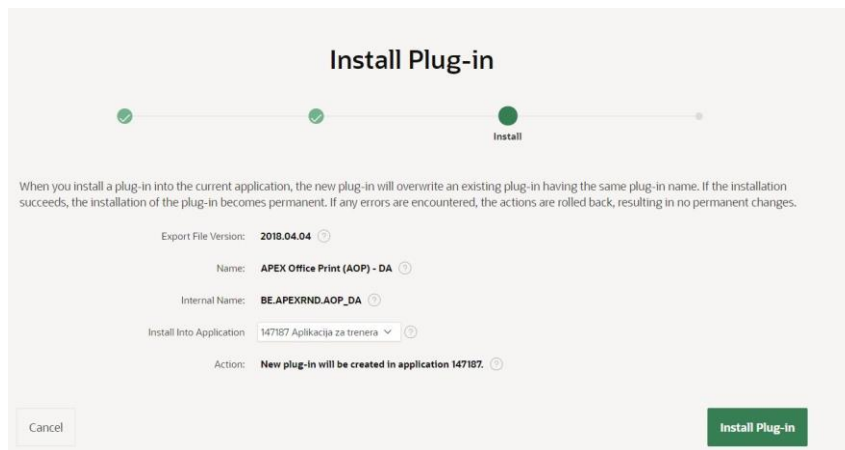 Install Plug-in
Install
When you install a plug-in into the current application, the new plug-in will overwrite an existing plug-in having the same plug-in name. If the installation
succeeds, the installation of the plug-in becomes permanent. If any errors are encountered, the actions are rolled back, resulting in no permanent changes.
Export File Version: 2018.04.04 ?
Name: APEX Office Print (AOP) - DA ?
Internal Name: BE.APEXRND.AOP_DA ?
Install Into Application 147187 Aplikacija za trenera ?
Action: New plug-in will be created in application 147187. ?
Cancel Install Plug-in